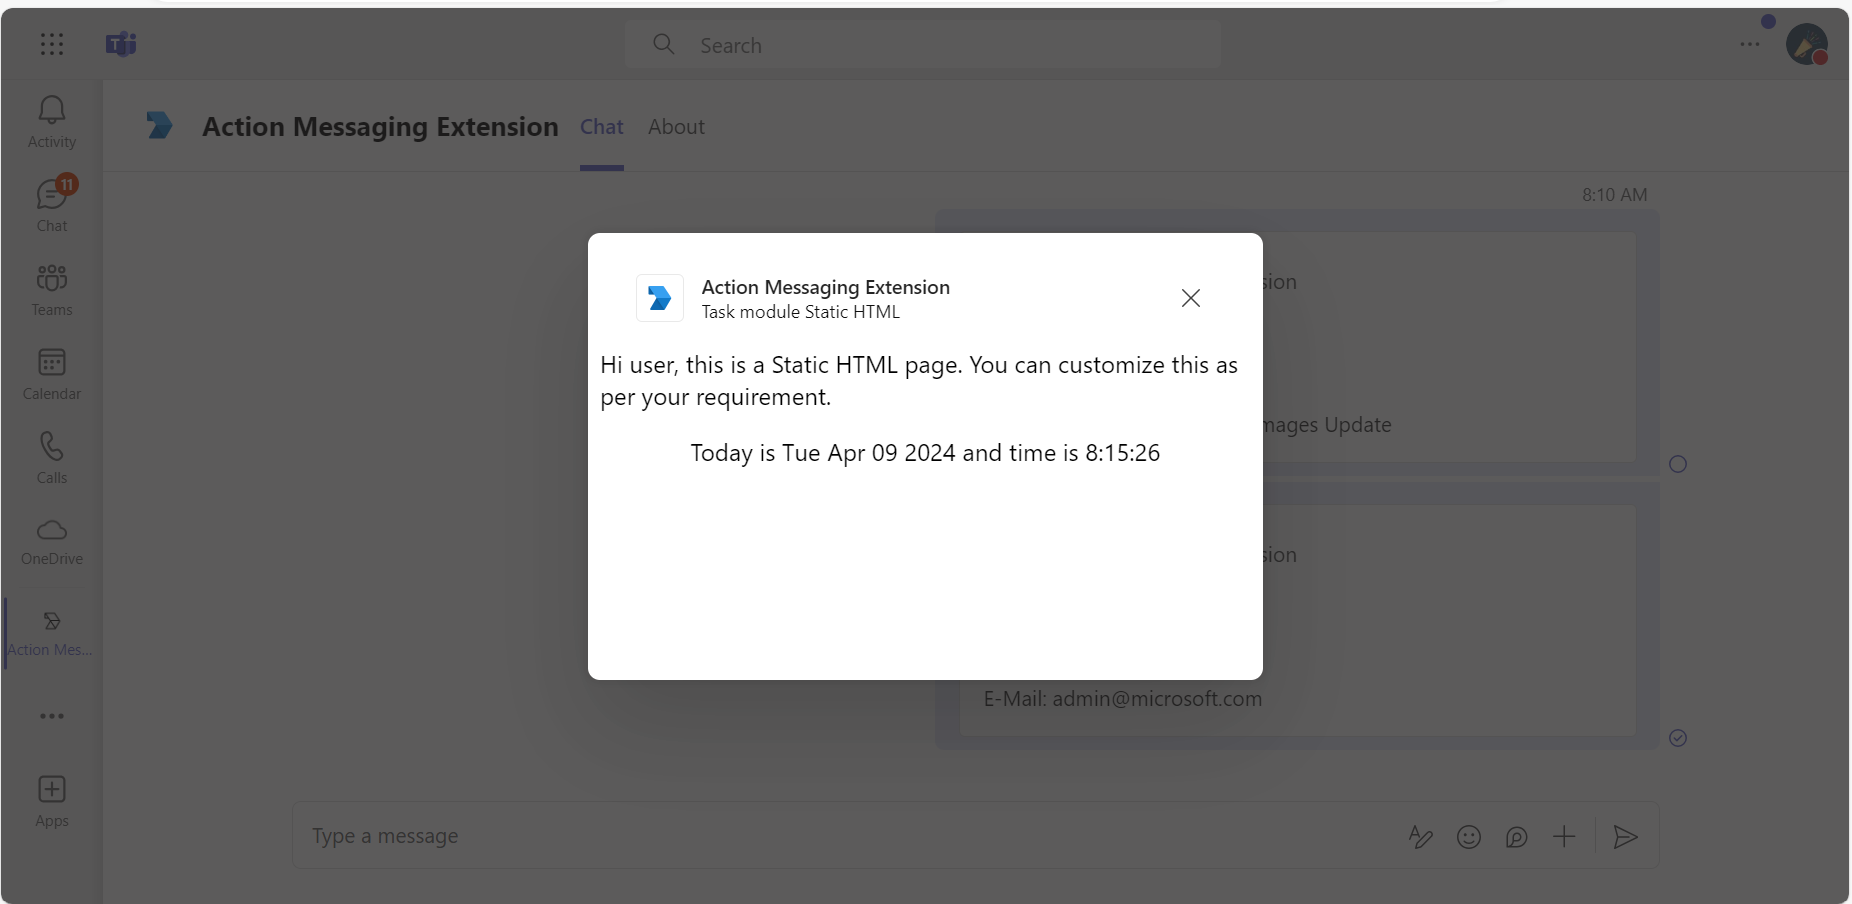 Search
Activity
11
Chat
Teams
Calendar
Calls
OneDrive
Action Mes...
Apps
Action Messaging Extension Chat About
8:10 AM
Action Messaging Extension
Task module Static HTML
Hi user, this is a Static HTML page. You can customize this as
per your requirement.
Today is Tue Apr 09 2024 and time is 8:15:26
Update
E-Mail: admin@microsoft.com
Type a message